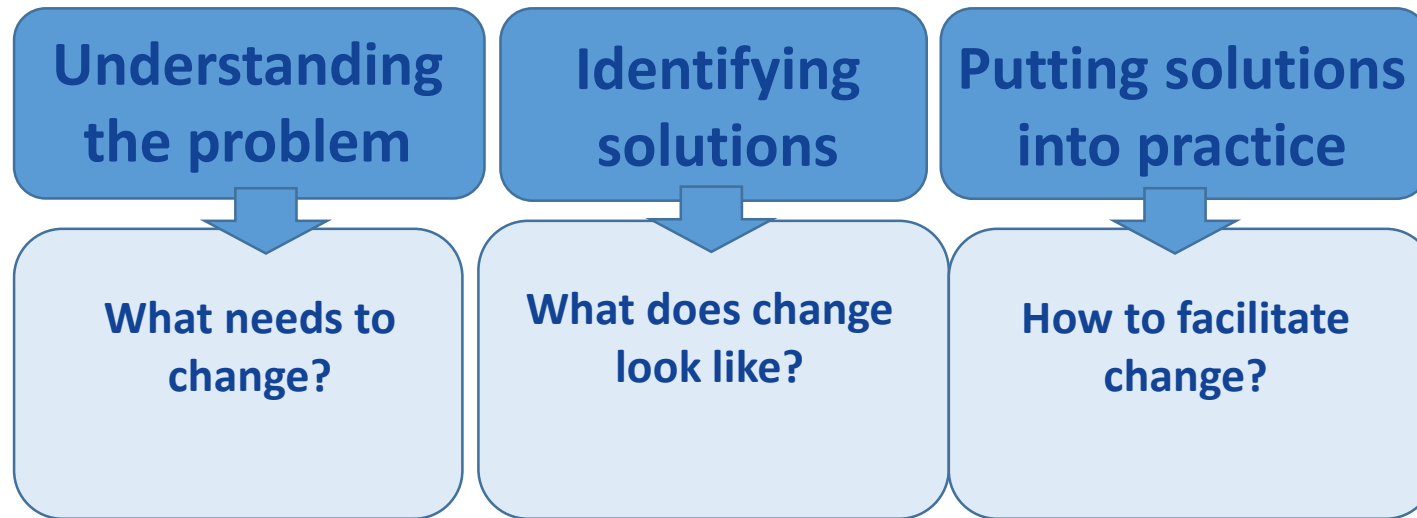 Understanding
the problem
What needs to
change?
Identifying
solutions
What does change
look like?
Putting solutions
into practice
How to facilitate
change?